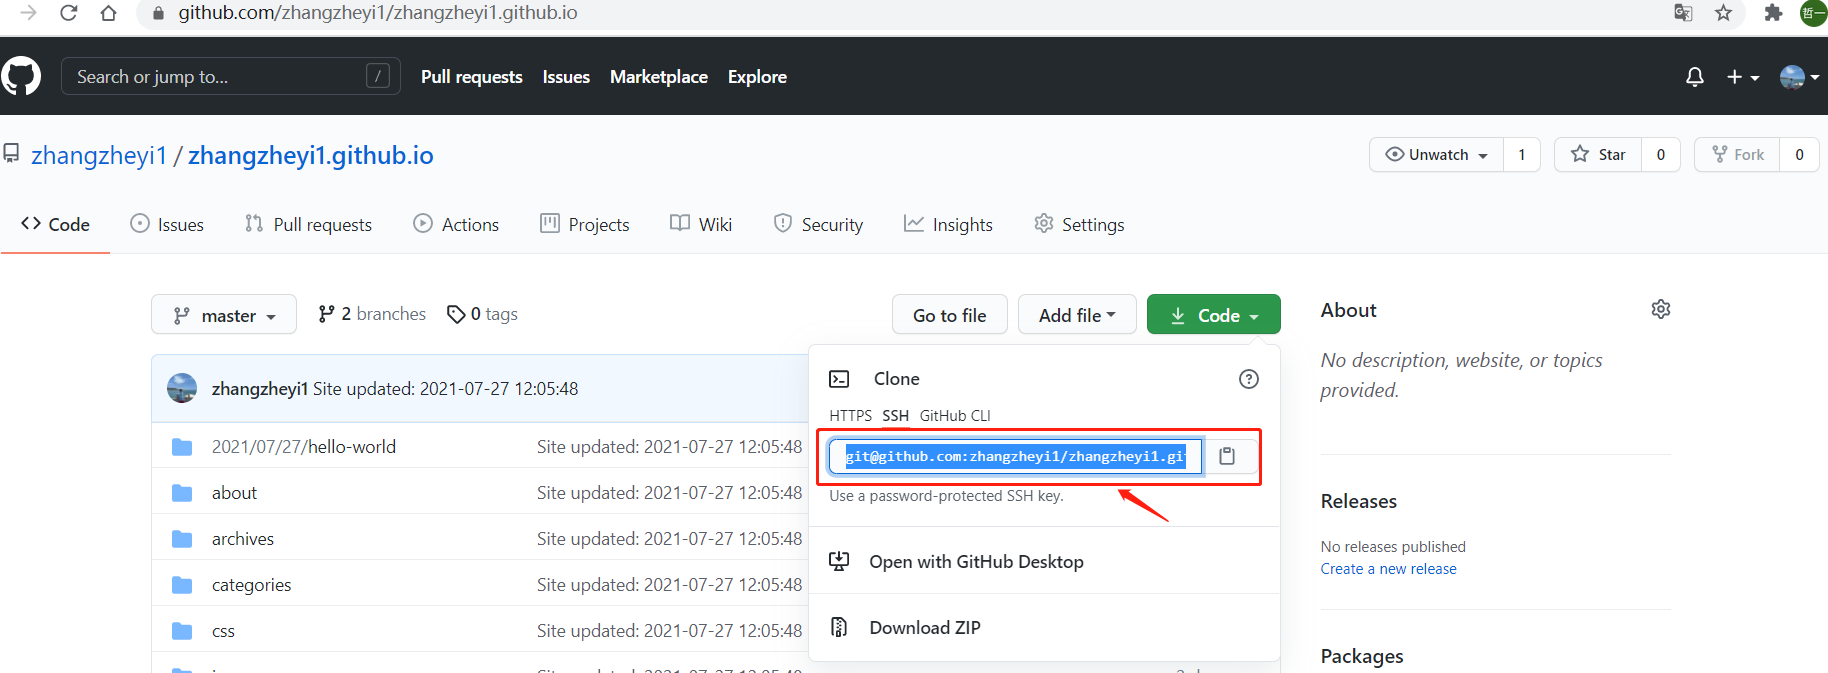 github.com/zhangzheyi1/zhangzheyi1.github.io
哲一
Search or jump to... /
Pull requests Issues Marketplace Explore
zhangzheyi1 / zhangzheyi1.github.io
Unwatch 1 Star 0 Fork 0
Code Issues Pull requests Actions Projects Wiki Security Insights Settings
master 2 branches 0 tags Go to file Add file Code
About
No description, website, or topics
provided.
Clone
HTTPS SSH GitHub CLI
git@github.com:zhangzheyi1/zhangzheyi1.gi
Use a password-protected SSH key.
Open with GitHub Desktop
Download ZIP
zhangzheyi1 Site updated: 2021-07-27 12:05:48
2021/07/27/hello-world Site updated: 2021-07-27 12:05:48
about Site updated: 2021-07-27 12:05:48
archives Site updated: 2021-07-27 12:05:48
categories Site updated: 2021-07-27 12:05:48
css Site updated: 2021-07-27 12:05:48
Releases
No releases published
Create a new release
Packages